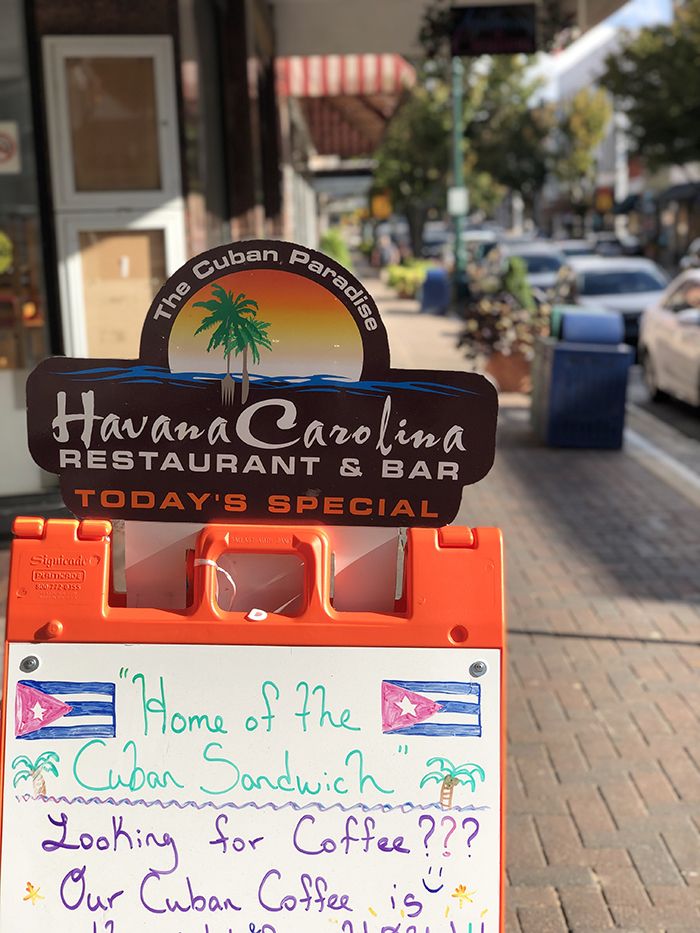 The Cuban Paradise
Havana Carolina
RESTAURANT & BAR
TODAY'S SPECIAL
Signicade
"Home of the
Cuban Sandwich"
Looking for Coffee???
Our Cuban Coffee is